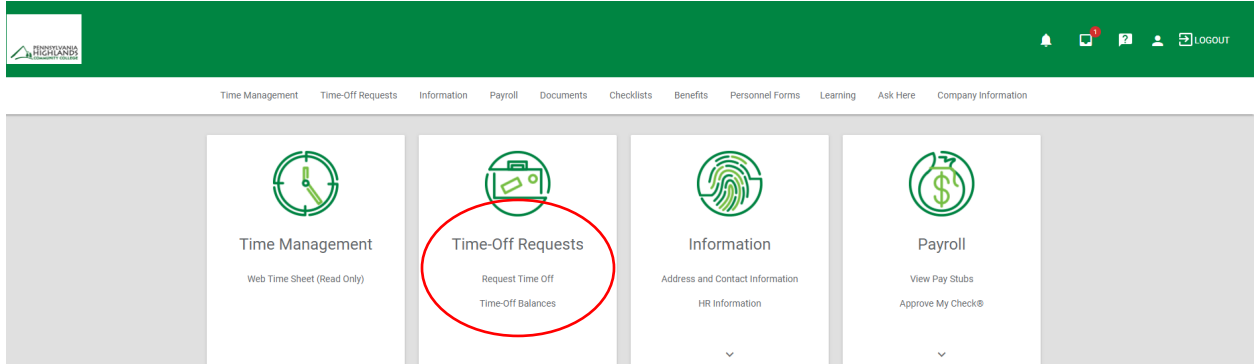 PENNSYLVANIA
HIGHLANDS
COMMUNITY COLLEGE
1
?
LOGOUT
Time Management Time-Off Requests Information Payroll Documents Checklists Benefits Personnel Forms Learning Ask Here Company Information
$
Time Management Time-Off Requests Information Payroll
Web Time Sheet (Read Only) Request Time Off Address and Contact Information View Pay Stubs
Time-Off Balances HR Information Approve My Check®